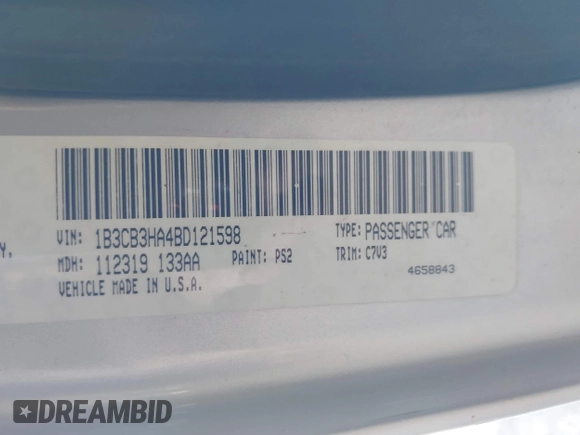 Y,
VIN: 1B3CB3HA4BD121598 TYPE: PASSENGER CAR
MDH: 112319 133AA PAINT: PS2 TRIM: C7V3
VEHICLE MADE IN U.S.A. 4658843
DREAMBID